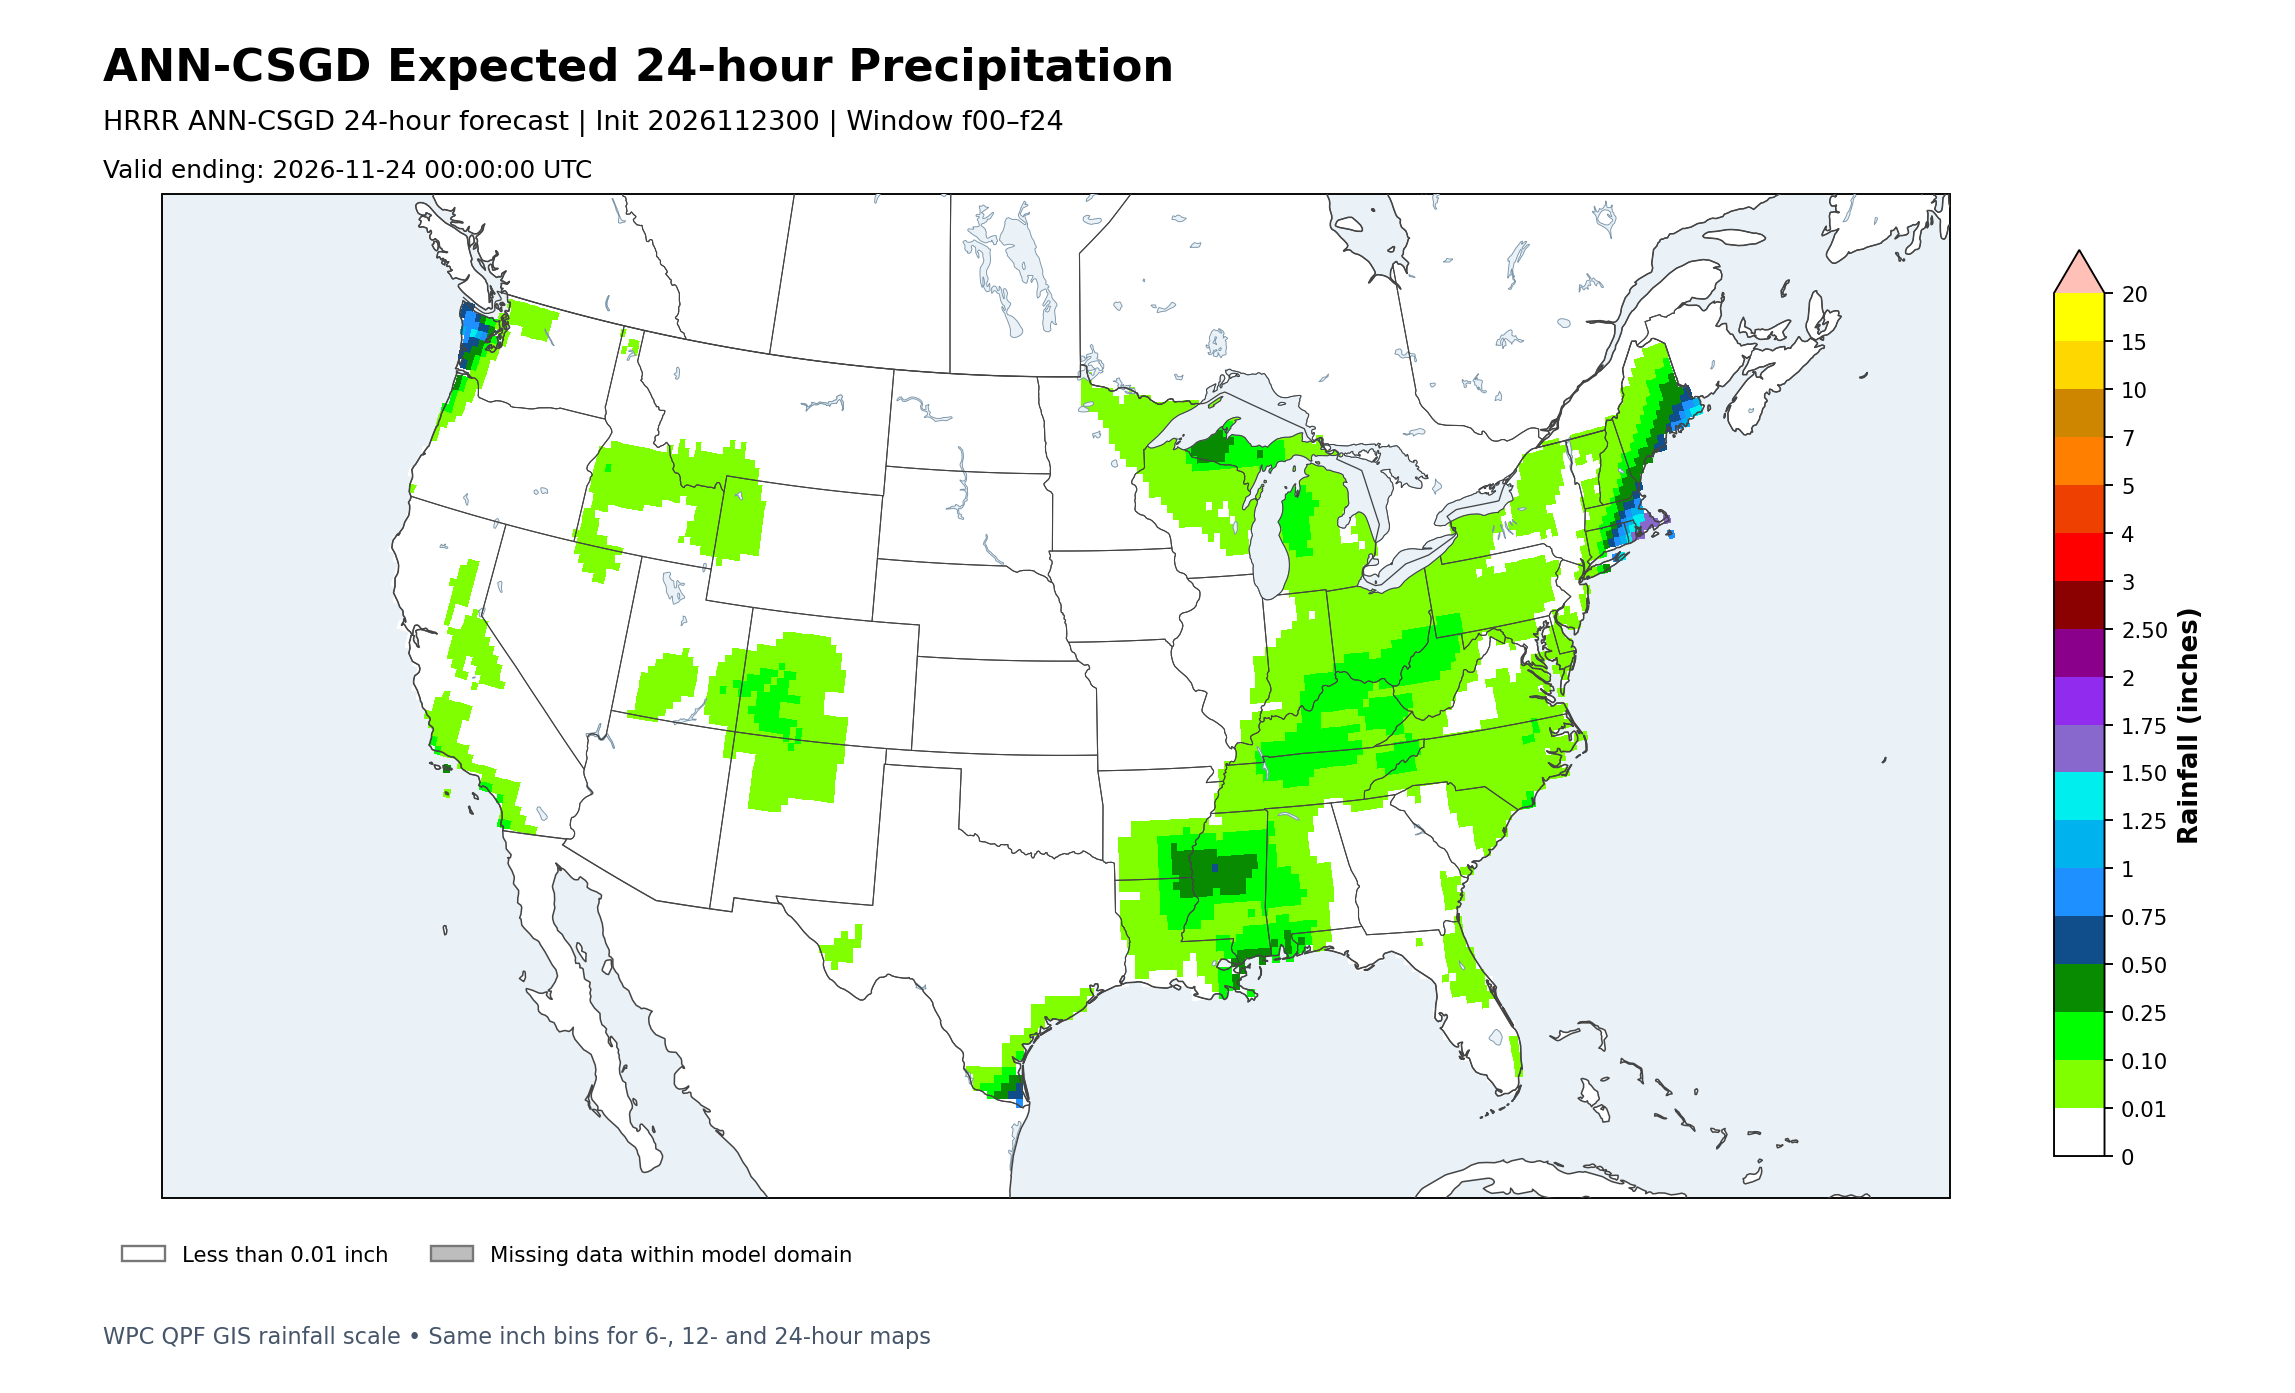 ANN-CSGD Expected 24-hour Precipitation
HRRR ANN-CSGD 24-hour forecast | Init 2026112300 | Window f00–f24
Valid ending: 2026-11-24 00:00:00 UTC
20
15
10
7
5
4
3
2.50
2
1.75
1.50
1.25
1
0.75
0.50
0.25
0.10
0.01
0
Rainfall (inches)
Less than 0.01 inch
Missing data within model domain
WPC QPF GIS rainfall scale • Same inch bins for 6-, 12- and 24-hour maps